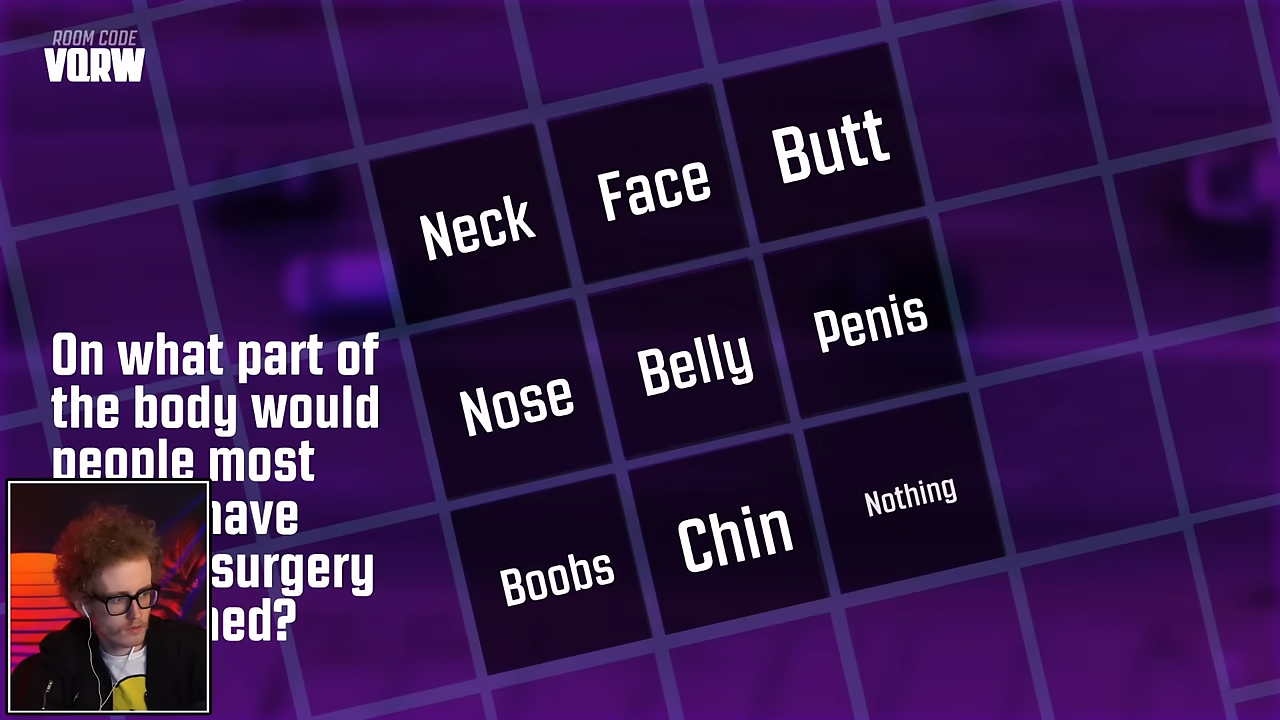 ROOM CODE
VQRW
Neck
Face
Butt
Nose
Belly
Penis
Boobs
Chin
Nothing
On what part of
the body would
people most
have
surgery